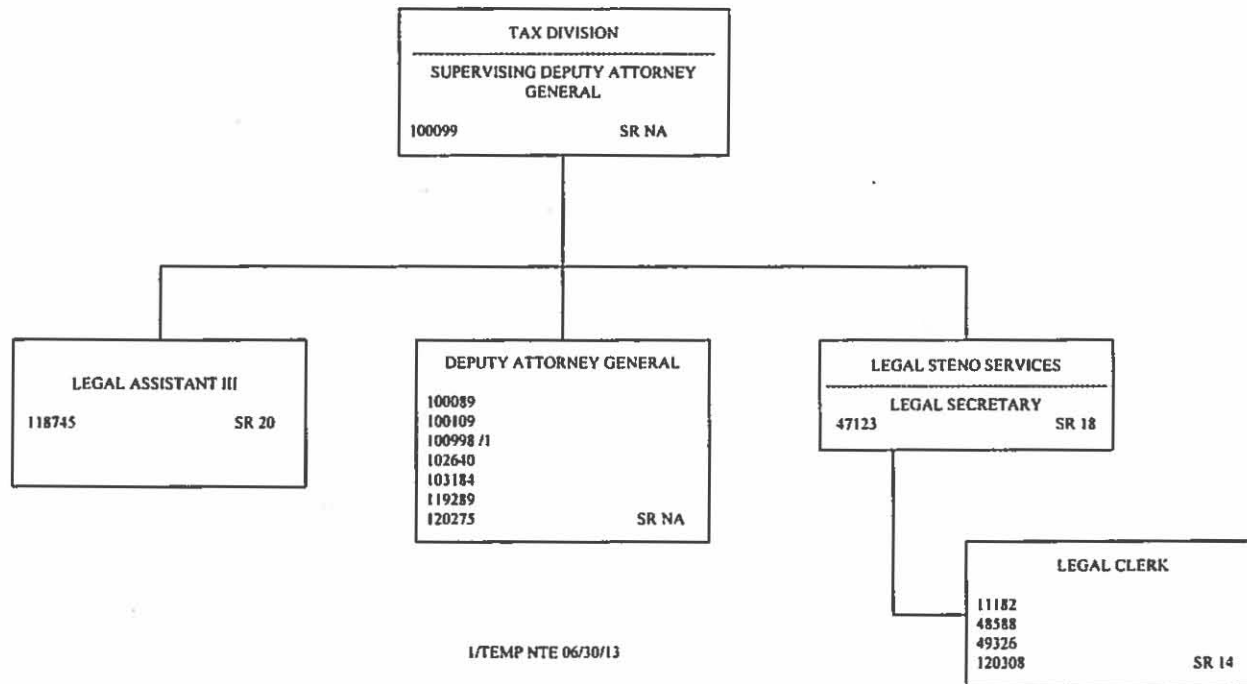 TAX DIVISION
SUPERVISING DEPUTY ATTORNEY
GENERAL
100099 SR NA
LEGAL ASSISTANT III
118745 SR 20
DEPUTY ATTORNEY GENERAL
100089
100109
100998 /1
102640
103184
119289
120275 SR NA
LEGAL STENO SERVICES
LEGAL SECRETARY
47123 SR 18
LEGAL CLERK
11182
48588
49326
120308 SR 14
1/TEMP NTE 06/30/13